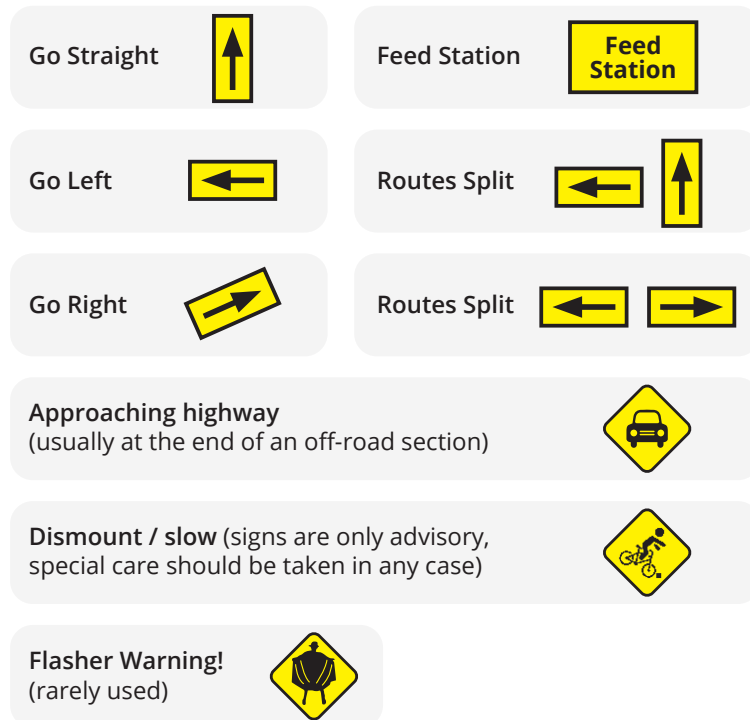 Go Straight
Feed Station
Feed
Station
Go Left
Routes Split
Go Right
Routes Split
Approaching highway
(usually at the end of an off-road section)
Dismount / slow (signs are only advisory,
special care should be taken in any case)
Flasher Warning!
(rarely used)